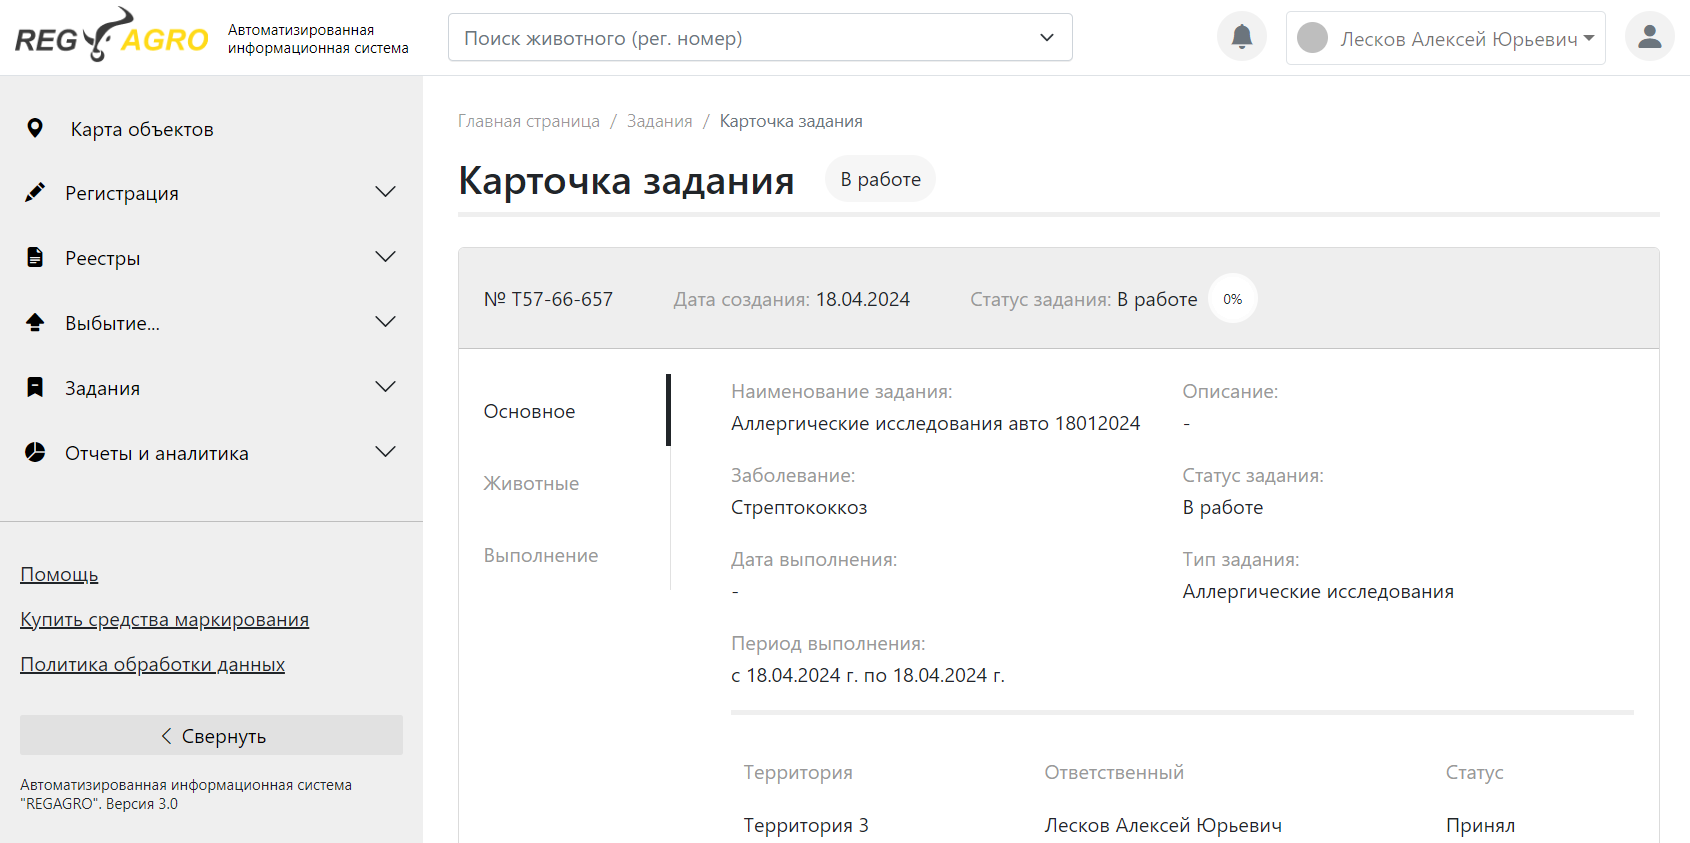 REG AGRO
Автоматизированная
информационная система
Поиск животного (рег. номер)
Лесков Алексей Юрьевич
Карта объектов
Регистрация
Реестры
Выбытие...
Задания
Отчеты и аналитика
Помощь
Купить средства маркирования
Политика обработки данных
Свернуть
Автоматизированная информационная система
"REGAGRO". Версия 3.0
Главная страница / Задания / Карточка задания
Карточка задания В работе
№ T57-66-657 Дата создания: 18.04.2024 Статус задания: В работе 0%
Основное
Животные
Выполнение
Наименование задания:
Аллергические исследования авто 18012024
Описание:
-
Заболевание:
Стрептококкоз
Статус задания:
В работе
Дата выполнения:
-
Тип задания:
Аллергические исследования
Период выполнения:
с 18.04.2024 г. по 18.04.2024 г.
Территория Ответственный Статус
Территория 3 Лесков Алексей Юрьевич Принял